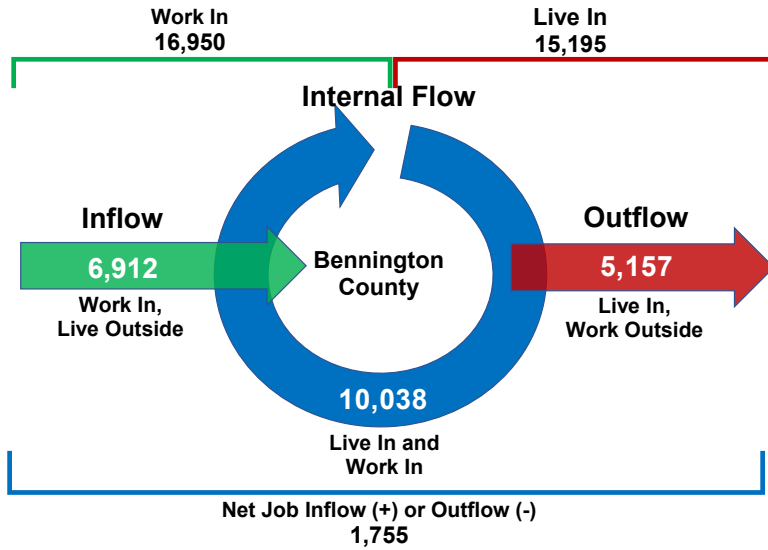 Work In
16,950
Live In
15,195
Internal Flow
Inflow
6,912
Work In,
Live Outside
Bennington
County
Outflow
5,157
Live In,
Work Outside
10,038
Live In and
Work In
Net Job Inflow (+) or Outflow (-)
1,755